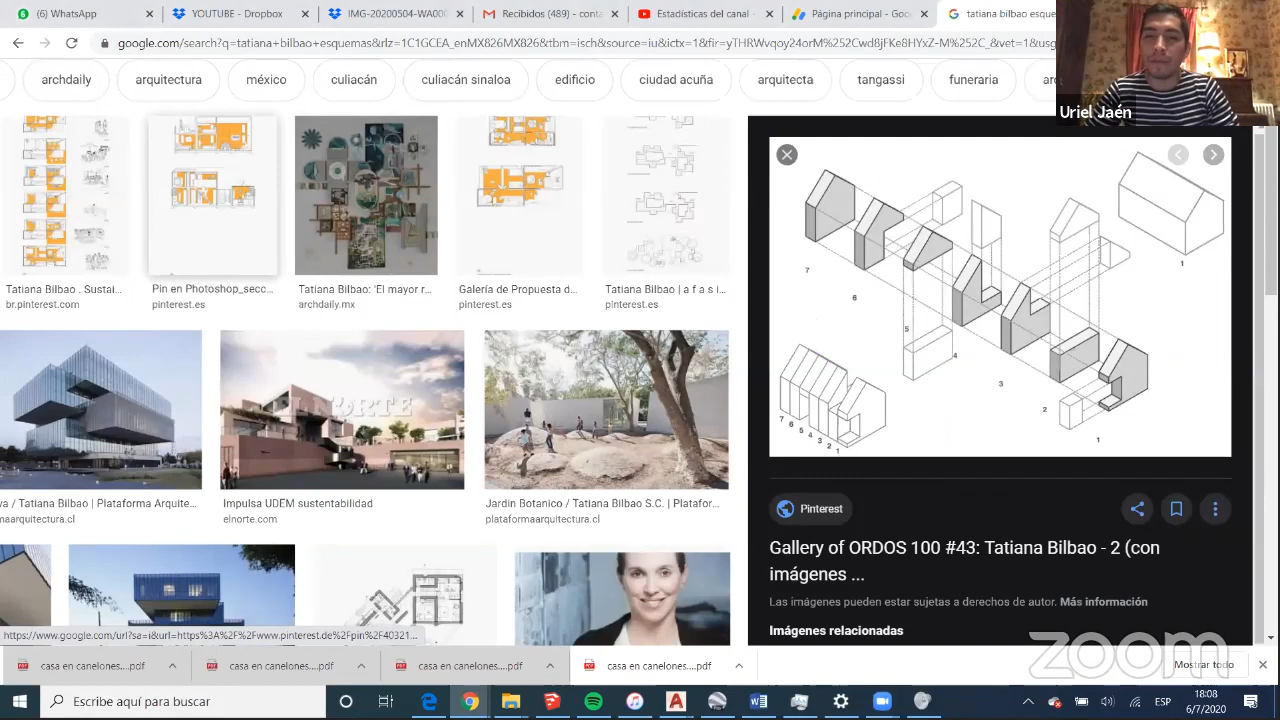 (6) WhatsApp
YOUTUBE - Dropbox
IMG-20200504-WA000
Recibidos (489) - conta
Estadísticas del canal -
Página principal - Goo
tatiana bilbao esquema
google.com/search?q=tatiana+bilbao+esquemas&rlz=1C1GCEA_enMX826MX826&tbm=isch&source=iu&ictx=1&fir=yTHRWvqoy24orM%252Cwd8jFKe8HYxZ-M%252C_&vet=1&usg
archdaily
arquitectura
méxico
culiacán
culiacán sinaloa
edificio
ciudad acuña
arquitecta
tangassi
funeraria
Uriel Jaén
Tatiana Bilbao . Sustai...
br.pinterest.com
Pin en Photoshop_secc...
pinterest.es
Tatiana Bilbao: 'El mayor r...
archdaily.mx
Galería de Propuesta d...
pinterest.es
Tatiana Bilbao | a f a s i ...
pinterest.es
va / Tatiana Bilbao | Plataforma Arquite...
maarquitectura.cl
Impulsa UDEM sustentabilidad
elnorte.com
Jardin Botanico / Tatiana Bilbao S.C. | Platafor...
plataformaarquitectura.cl
7
6
5
4
3
2
1
1
7
6
5
4
3
2
1
Pinterest
Gallery of ORDOS 100 #43: Tatiana Bilbao - 2 (con
imágenes ...
Las imágenes pueden estar sujetas a derechos de autor. Más información
Imágenes relacionadas
https://www.google.com/url?sa=i&url=https%3A%2F%2Fwww.pinterest.de%2Fpin%2F40321...
casa en canelones....pdf
casa en canelones....pdf
casa en canelones....pdf
casa en canelones....pdf
Mostrar todo
zoom
Escribe aquí para buscar
ESP
18:08
6/7/2020